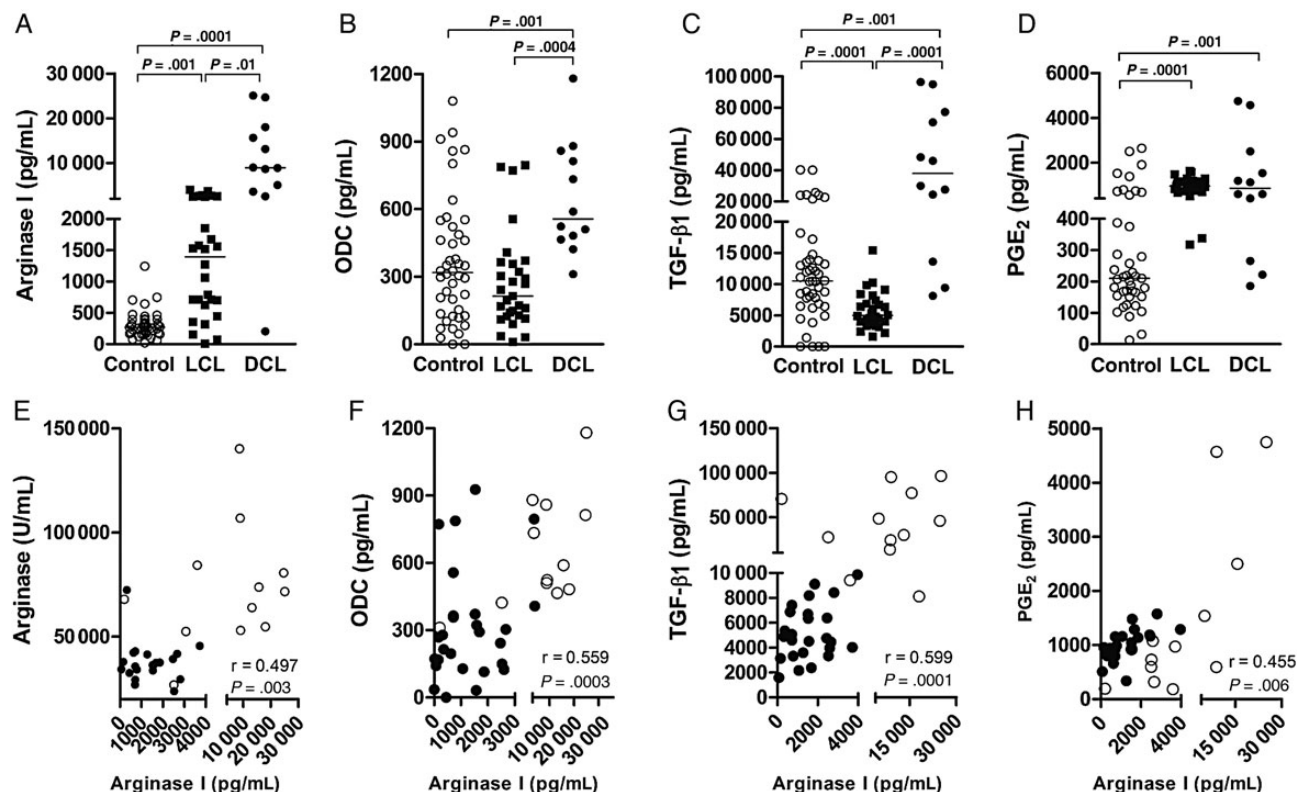 A
P = .0001
P = .001
P = .01
Arginase I (pg/mL)
30 000
20 000
10 000
2000
1500
1000
500
0
Control LCL DCL
B
P = .001
P = .0004
ODC (pg/mL)
1200
900
600
300
0
Control LCL DCL
C
P = .001
P = .0001
P = .0001
TGF-β1 (pg/mL)
100 000
80 000
60 000
40 000
20 000
15 000
10 000
5000
0
Control LCL DCL
D
P = .001
P = .0001
PGE2 (pg/mL)
6000
4000
2000
400
300
200
100
0
Control LCL DCL
E
Arginase (U/mL)
150 000
100 000
50 000
r = 0.497
P = .003
0
1000
2000
3000
4000
10 000
20 000
30 000
Arginase I (pg/mL)
F
ODC (pg/mL)
1200
900
600
300
0
r = 0.559
P = .0003
0
1000
2000
3000
10 000
20 000
30 000
Arginase I (pg/mL)
G
TGF-β1 (pg/mL)
150 000
100 000
50 000
10 000
8000
6000
4000
2000
0
r = 0.599
P = .0001
0
2000
4000
15 000
30 000
Arginase I (pg/mL)
H
PGE2 (pg/mL)
5000
4000
3000
2000
1000
0
r = 0.455
P = .006
0
2000
4000
15 000
30 000
Arginase I (pg/mL)